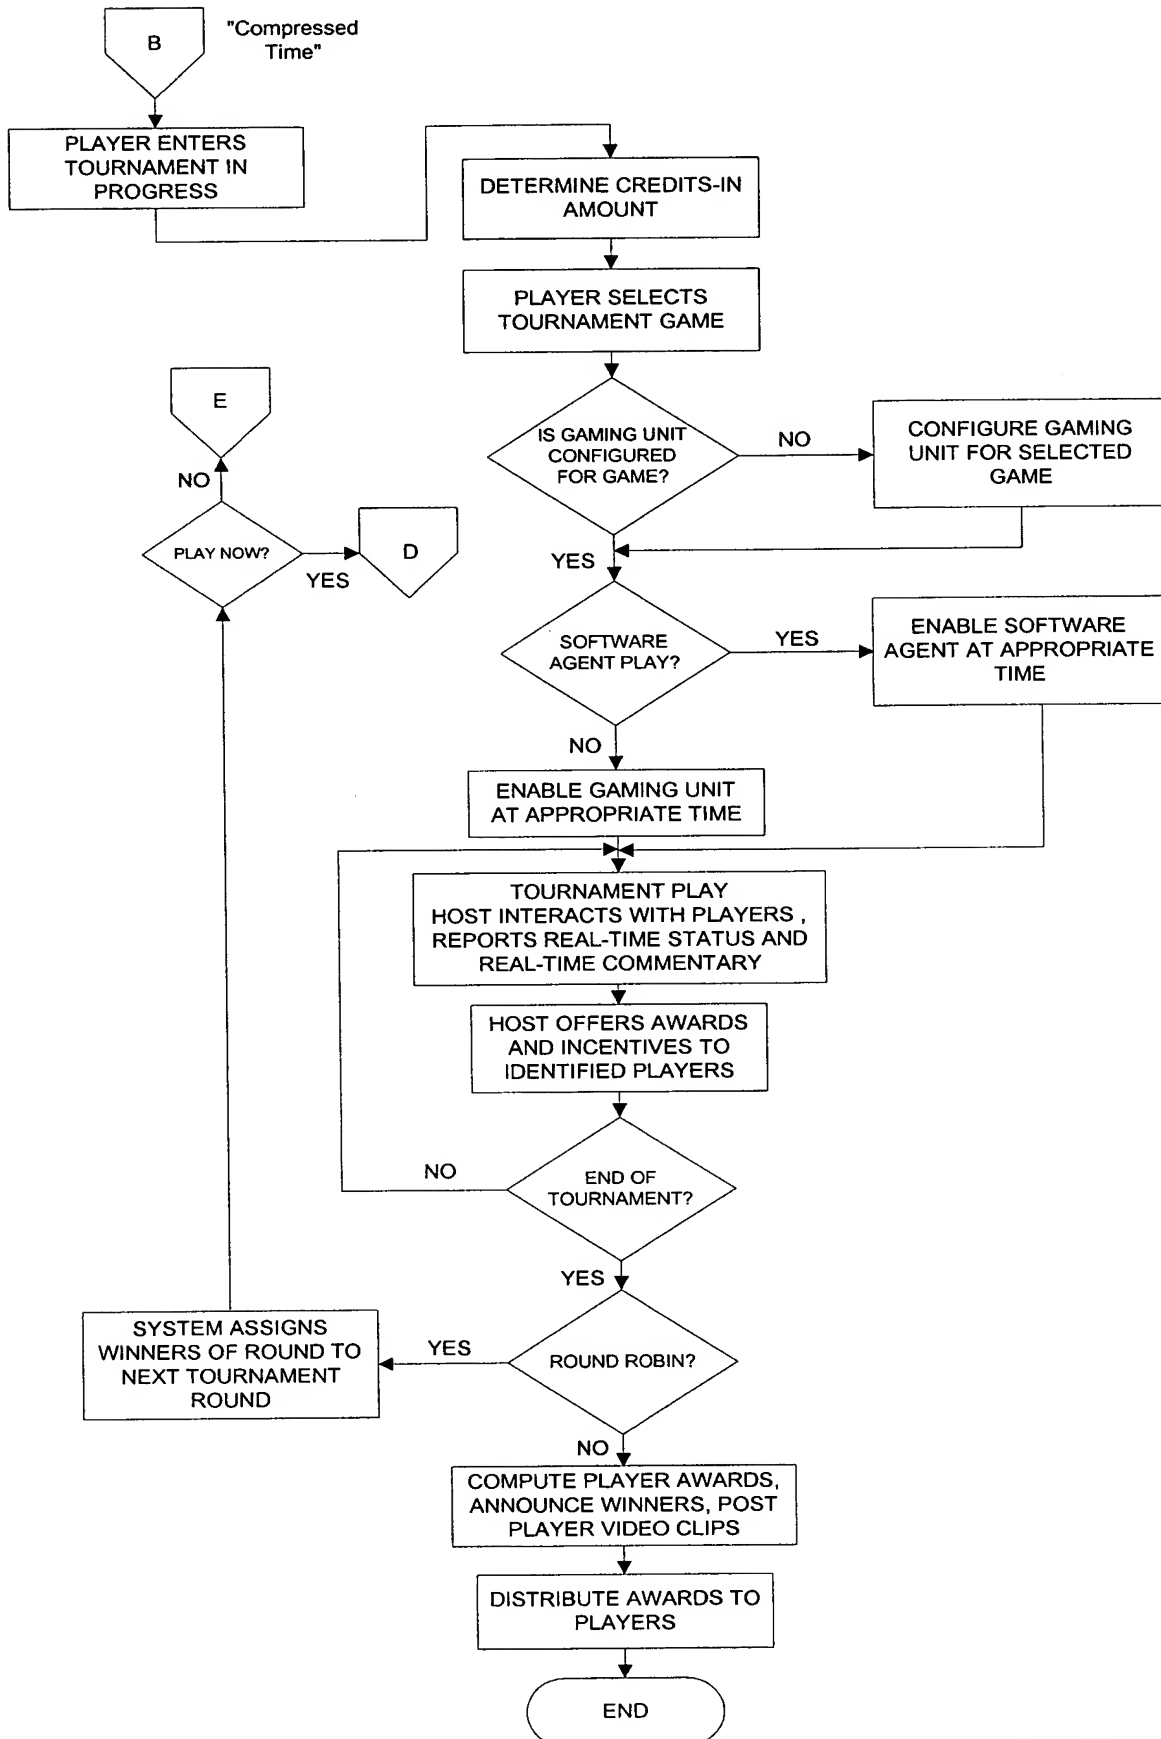 B
"Compressed
Time"
PLAYER ENTERS
TOURNAMENT IN
PROGRESS
DETERMINE CREDITS-IN
AMOUNT
PLAYER SELECTS
TOURNAMENT GAME
IS GAMING UNIT
CONFIGURED
FOR GAME?
NO
CONFIGURE GAMING
UNIT FOR SELECTED
GAME
YES
E
NO
PLAY NOW?
YES
D
SOFTWARE
AGENT PLAY?
YES
ENABLE SOFTWARE
AGENT AT APPROPRIATE
TIME
NO
ENABLE GAMING UNIT
AT APPROPRIATE TIME
TOURNAMENT PLAY
HOST INTERACTS WITH PLAYERS ,
REPORTS REAL-TIME STATUS AND
REAL-TIME COMMENTARY
HOST OFFERS AWARDS
AND INCENTIVES TO
IDENTIFIED PLAYERS
NO
END OF
TOURNAMENT?
YES
SYSTEM ASSIGNS
WINNERS OF ROUND TO
NEXT TOURNAMENT
ROUND
YES
ROUND ROBIN?
NO
COMPUTE PLAYER AWARDS,
ANNOUNCE WINNERS, POST
PLAYER VIDEO CLIPS
DISTRIBUTE AWARDS TO
PLAYERS
END